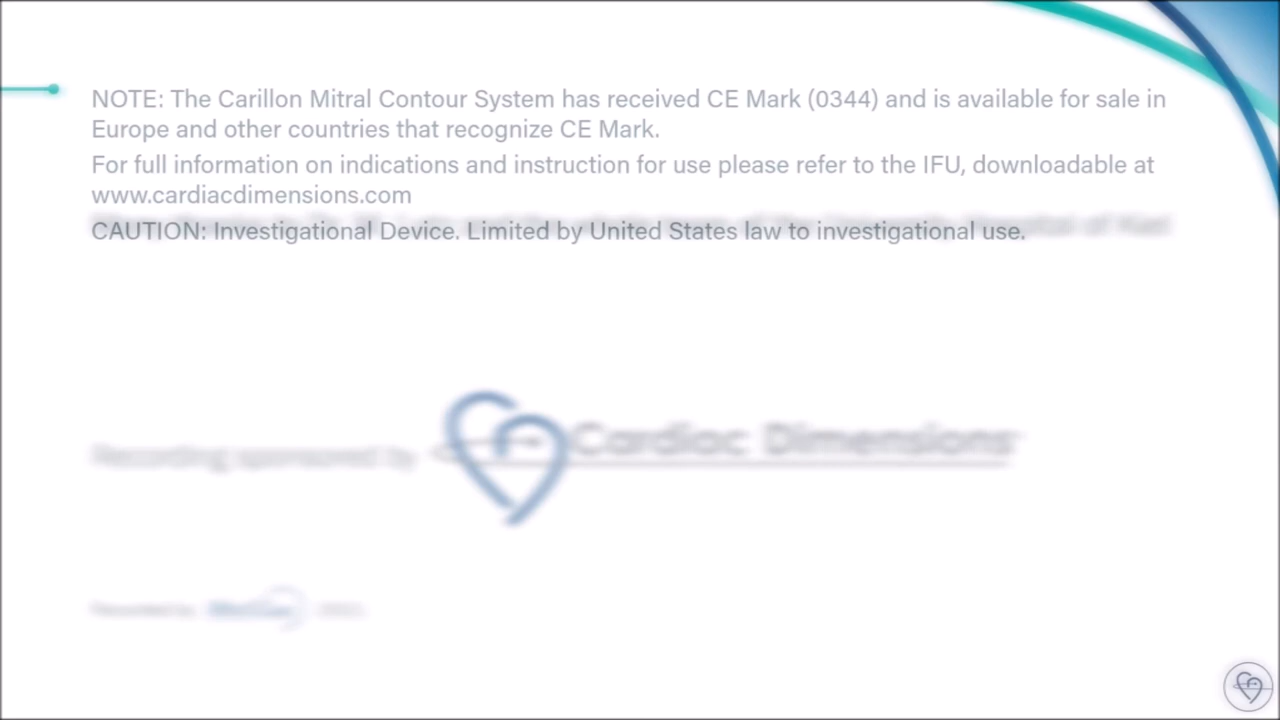 NOTE: The Carillon Mitral Contour System has received CE Mark (0344) and is available for sale in
Europe and other countries that recognize CE Mark.
For full information on indications and instruction for use please refer to the IFU, downloadable at
www.cardiacdimensions.com
CAUTION: Investigational Device. Limited by United States law to investigational use.
Recording sponsored by Cardiac Dimensions